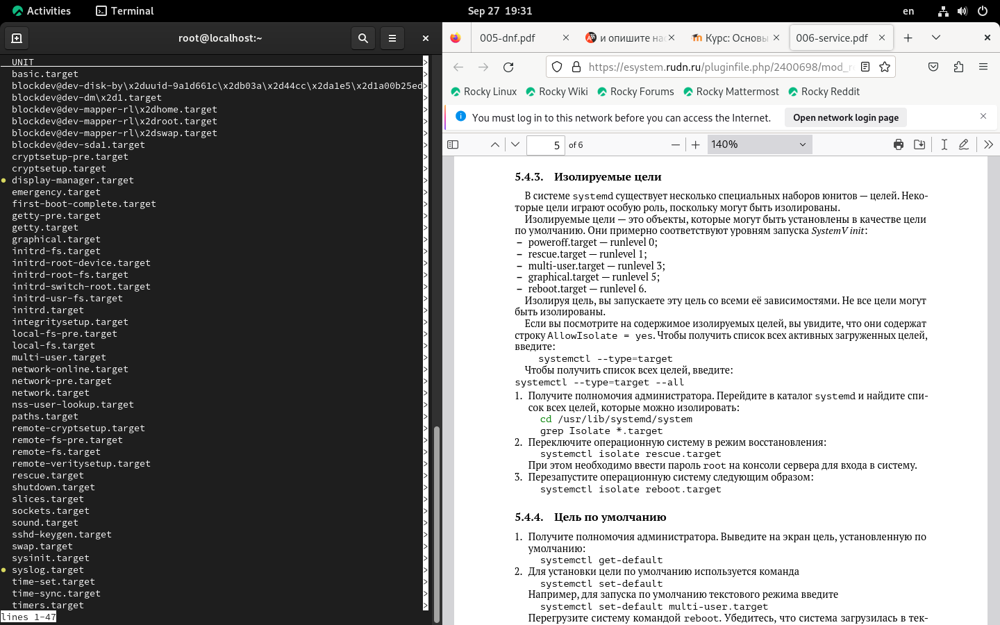 Activities
Terminal
Sep 27 19:31
en
root@localhost:~
UNIT >
basic.target >
blockdev@dev-disk-by\x2duuid-9a1d661c\x2db03a\x2d44cc\x2da1e5\x2d1a00b25ed>
blockdev@dev-dm\x2d1.target >
blockdev@dev-mapper-rl\x2dhome.target >
blockdev@dev-mapper-rl\x2droot.target >
blockdev@dev-mapper-rl\x2dswap.target >
blockdev@dev-sda1.target >
cryptsetup-pre.target >
cryptsetup.target >
● display-manager.target >
emergency.target >
first-boot-complete.target >
getty-pre.target >
getty.target >
graphical.target >
initrd-fs.target >
initrd-root-device.target >
initrd-root-fs.target >
initrd-switch-root.target >
initrd-usr-fs.target >
initrd.target >
integritysetup.target >
local-fs-pre.target >
local-fs.target >
multi-user.target >
network-online.target >
network-pre.target >
network.target >
nss-user-lookup.target >
paths.target >
remote-cryptsetup.target >
remote-fs-pre.target >
remote-fs.target >
remote-veritysetup.target >
rescue.target >
shutdown.target >
slices.target >
sockets.target >
sound.target >
sshd-keygen.target >
swap.target >
sysinit.target >
● syslog.target >
time-set.target >
time-sync.target >
timers.target >
lines 1-47
005-dnf.pdf
и опишите нас
Курс: Основы
006-service.pdf
https://esystem.rudn.ru/pluginfile.php/2400698/mod_r
Rocky Linux
Rocky Wiki
Rocky Forums
Rocky Mattermost
Rocky Reddit
You must log in to this network before you can access the Internet.
Open network login page
5 of 6
140%
5.4.3. Изолируемые цели
В системе systemd существует несколько специальных наборов юнитов — целей. Неко-
торые цели играют особую роль, поскольку могут быть изолированы.
Изолируемые цели — это объекты, которые могут быть установлены в качестве цели
по умолчанию. Они примерно соответствуют уровням запуска SystemV init:
– poweroff.target — runlevel 0;
– rescue.target — runlevel 1;
– multi-user.target — runlevel 3;
– graphical.target — runlevel 5;
– reboot.target — runlevel 6.
Изолируя цель, вы запускаете эту цель со всеми её зависимостями. Не все цели могут
быть изолированы.
Если вы посмотрите на содержимое изолируемых целей, вы увидите, что они содержат
строку AllowIsolate = yes. Чтобы получить список всех активных загруженных целей,
введите:
systemctl --type=target
Чтобы получить список всех целей, введите:
systemctl --type=target --all
1. Получите полномочия администратора. Перейдите в каталог systemd и найдите спи-
сок всех целей, которые можно изолировать:
cd /usr/lib/systemd/system
grep Isolate *.target
2. Переключите операционную систему в режим восстановления:
systemctl isolate rescue.target
При этом необходимо ввести пароль root на консоли сервера для входа в систему.
3. Перезапустите операционную систему следующим образом:
systemctl isolate reboot.target
5.4.4. Цель по умолчанию
1. Получите полномочия администратора. Выведите на экран цель, установленную по
умолчанию:
systemctl get-default
2. Для установки цели по умолчанию используется команда
systemctl set-default
Например, для запуска по умолчанию текстового режима введите
systemctl set-default multi-user.target
Перегрузите систему командой reboot. Убедитесь, что система загрузилась в тек-